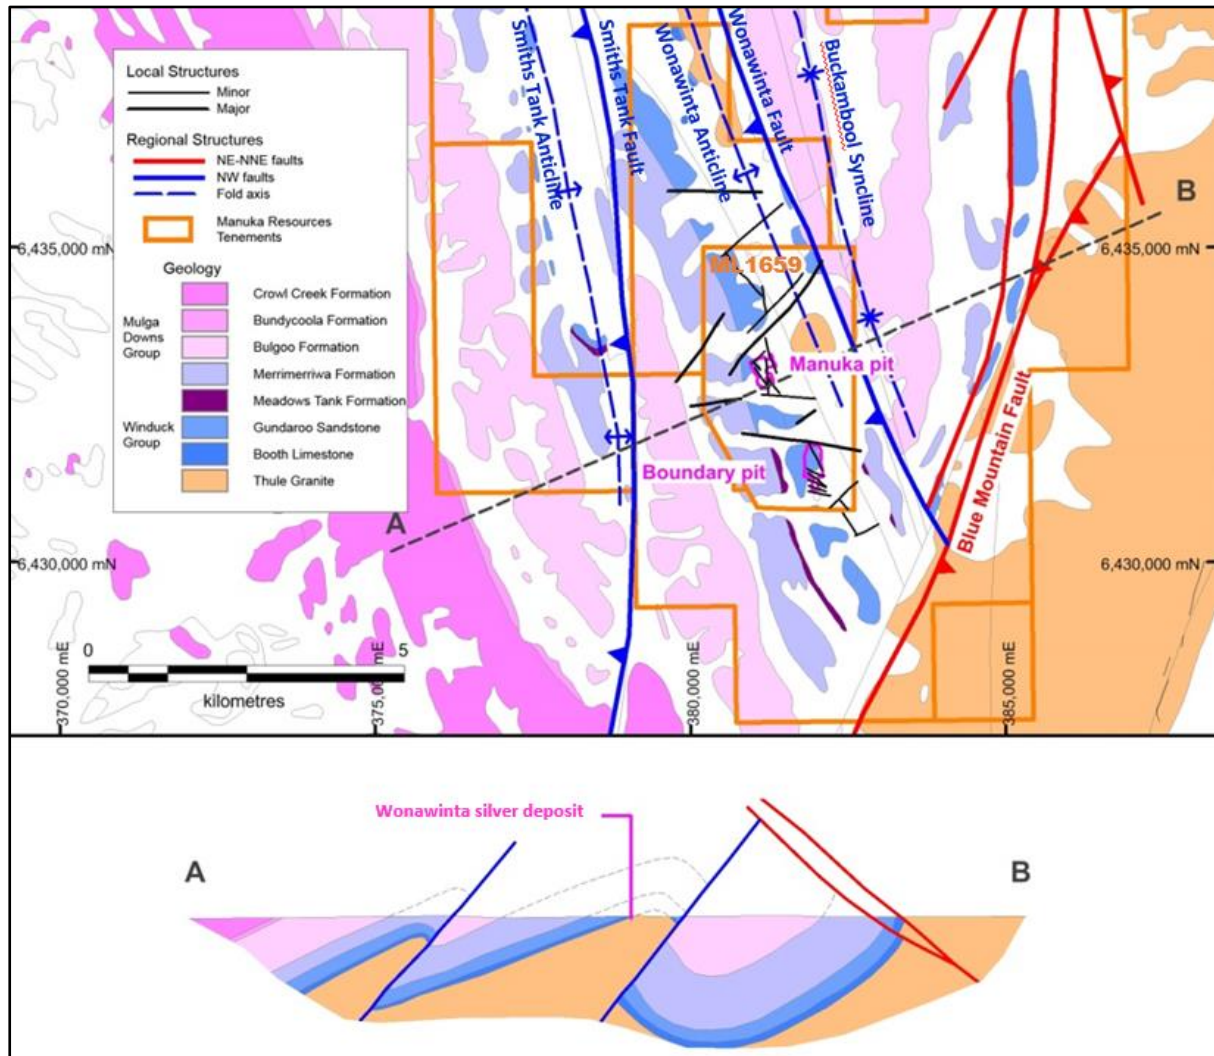 Local Structures
Minor
Major
Regional Structures
NE-NNE faults
NW faults
Fold axis
Manuka Resources
Tenements
Geology
Mulga
Downs
Group
Winduck
Group
Crowl Creek Formation
Bundycoola Formation
Bulgoo Formation
Merrimerriwa Formation
Meadows Tank Formation
Gundaroo Sandstone
Booth Limestone
Thule Granite
Smiths Tank Anticline
Smiths Tank Fault
Wonawinta Anticline
Wonawinta Fault
Buckambool Syncline
B
6,435,000 mN
6,435,000 mN
ML1659
Manuka pit
Boundary pit
Blue Mountain Fault
A
6,430,000 mN
6,430,000 mN
0
5
kilometres
370,000 mE
375,000 mE
380,000 mE
385,000 mE
Wonawinta silver deposit
A
B